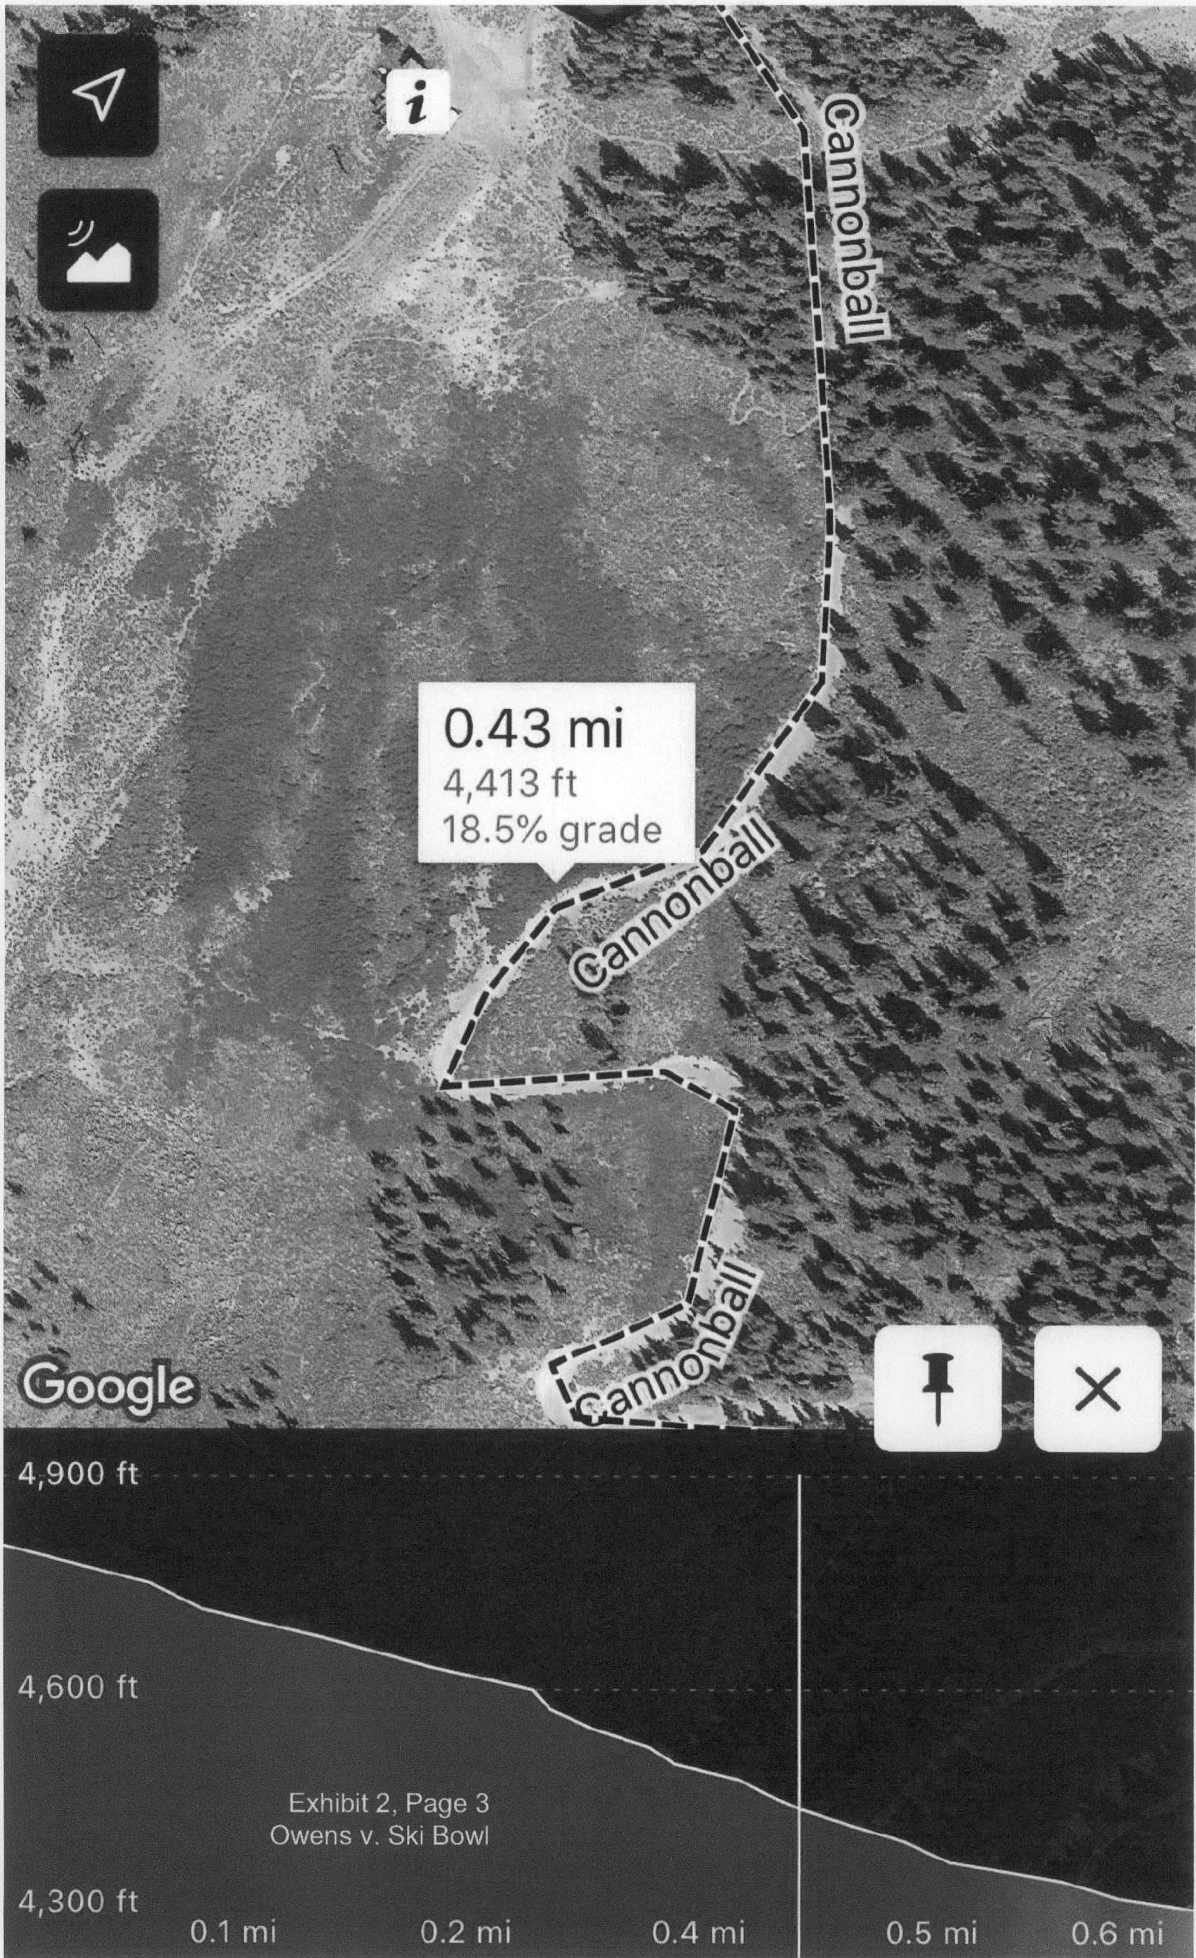 i
Cannonball
0.43 mi
4,413 ft
18.5% grade
Cannonball
Cannonball
Google
4,900 ft
4,600 ft
Exhibit 2, Page 3
Owens v. Ski Bowl
4,300 ft
0.1 mi
0.2 mi
0.4 mi
0.5 mi
0.6 mi